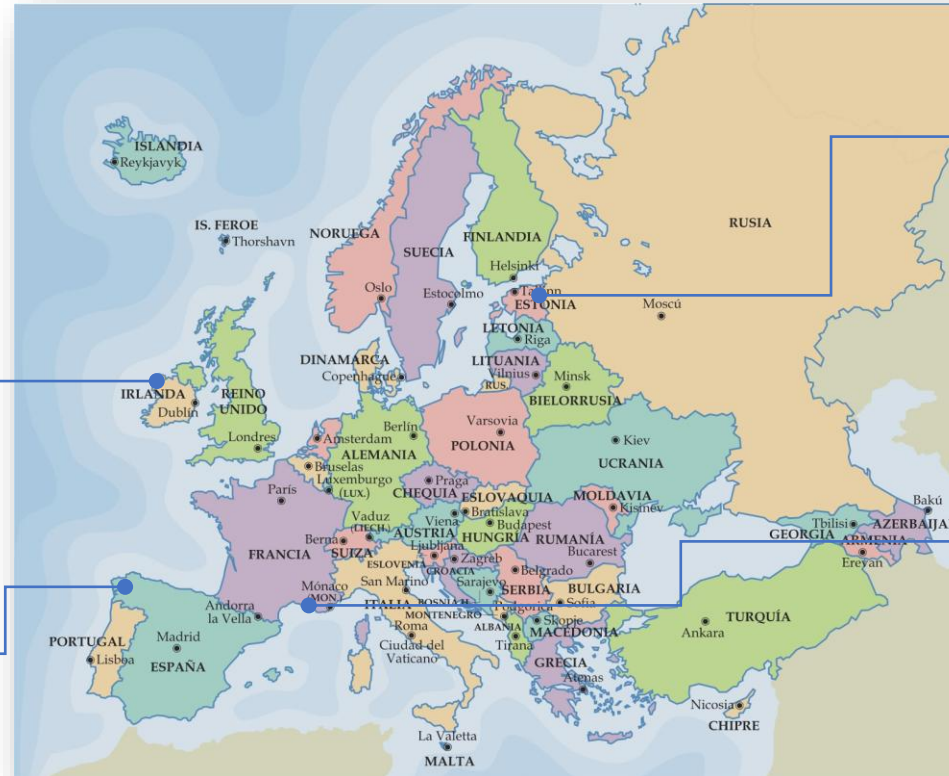 ISLANDIA
Reykjavyk
IS. FEROE
Thorshavn
NORUEGA
SUECIA
FINLANDIA
RUSIA
Helsinki
Oslo
Estocolmo
ESTONIA
Moscú
LETONIA
Riga
DINAMARCA
Copenhague
LITUANIA
Vilnius
RUS.
Minsk
BIELORRUSIA
IRLANDA
Dublín
REINO
UNIDO
Londres
Amsterdam
Berlín
ALEMANIA
Varsovia
POLONIA
Kiev
UCRANIA
Bruselas
Luxemburgo
(LUX.)
Praga
CHEQUIA
ESLOVAQUIA
Bratislava
MOLDAVIA
Kisinev
París
FRANCIA
Vaduz
(LIECH.)
Viena
AUSTRIA
Budapest
HUNGRÍA
RUMANÍA
Bucarest
Berna
SUIZA
Ljubljana
ESLOVENIA
Zagreb
CROACIA
Belgrado
SERBIA
Tbilisi
GEORGIA
Bakú
AZERBAIJA
ARMENIA
Ereván
Mónaco
(MON.)
San Marino
ITALIA
Sarajevo
BOSNIA H.
MONTENEGRO
BULGARIA
Sofía
Podgorica
Skopje
MACEDONIA
ALBANIA
Tirana
Andorra
la Vella
PORTUGAL
Lisboa
Madrid
ESPAÑA
Roma
Ciudad del
Vaticano
GRECIA
Atenas
TURQUÍA
Ankara
Nicosia
CHIPRE
La Valetta
MALTA